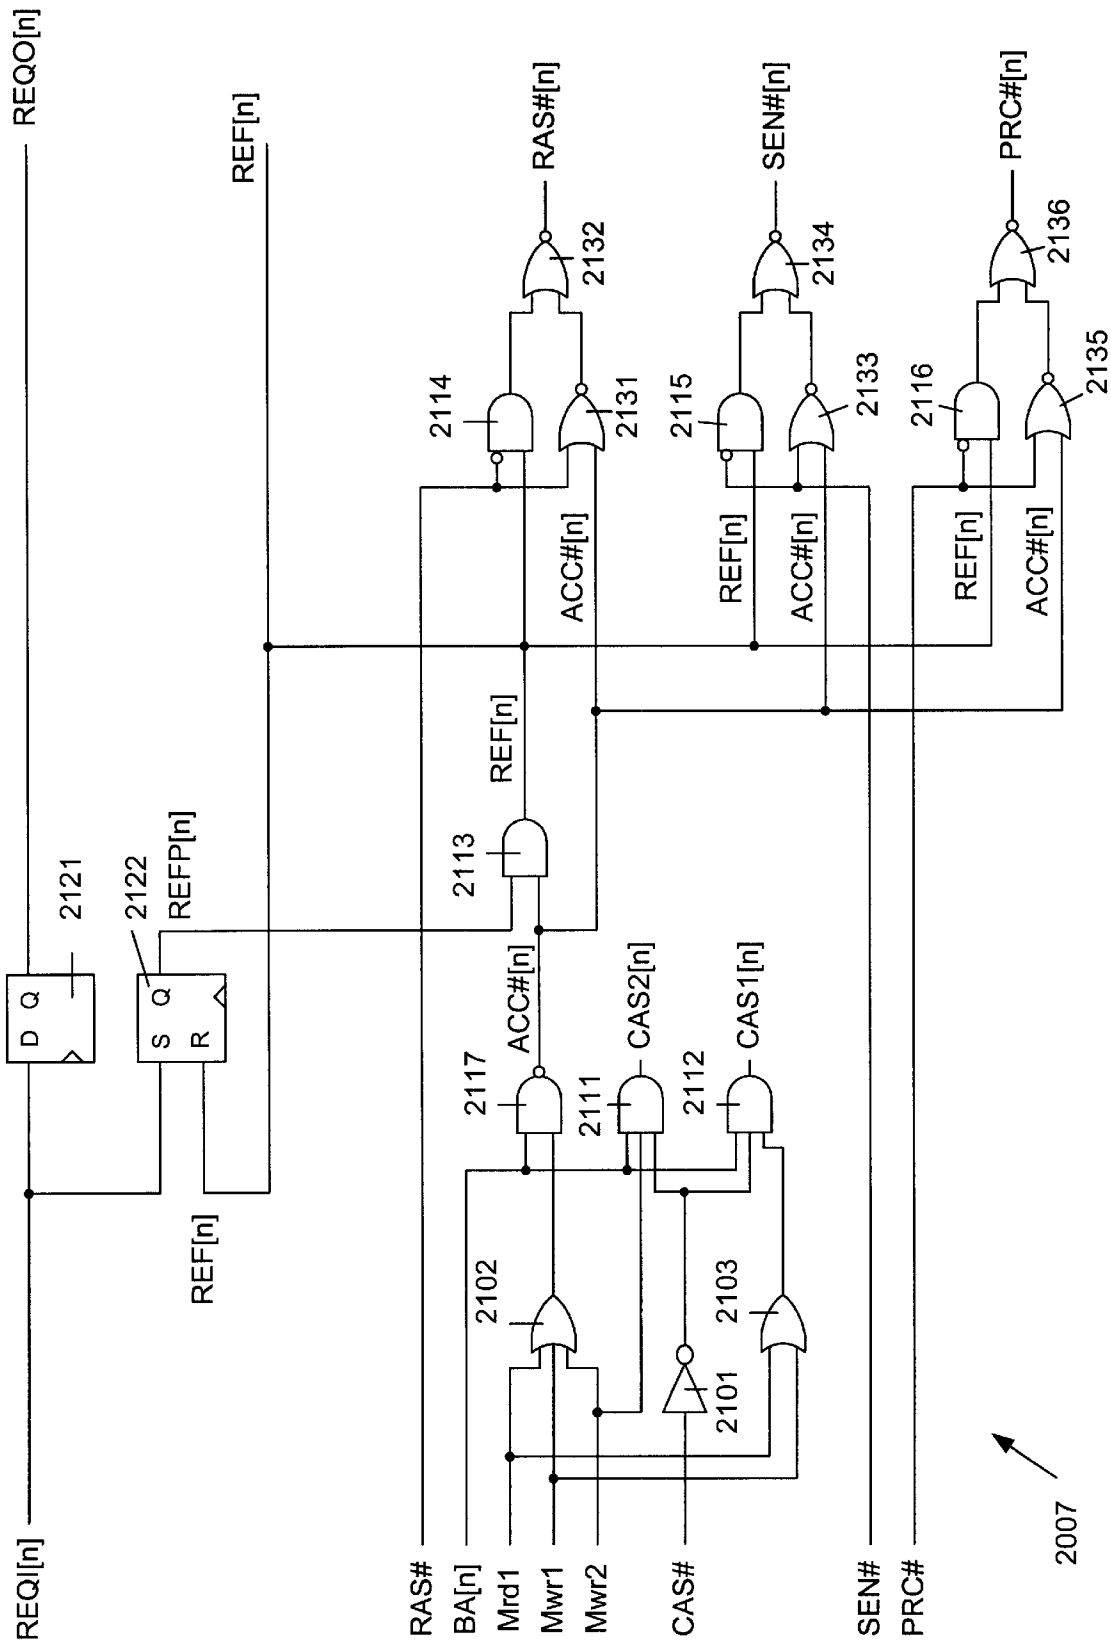 REQO[n]
REF[n]
REQI[n]
D Q
2121
S Q
R
2122
REFP[n]
REF[n]
RAS#
BA[n]
Mrd1
Mwr1
Mwr2
CAS#
SEN#
PRC#
2102
2101
2103
2117
2111
2112
ACC#[n]
CAS2[n]
CAS1[n]
2113
REF[n]
ACC#[n]
2114
2131
2132
RAS#[n]
REF[n]
ACC#[n]
2115
2133
2134
SEN#[n]
REF[n]
ACC#[n]
2116
2135
2136
PRC#[n]
2007